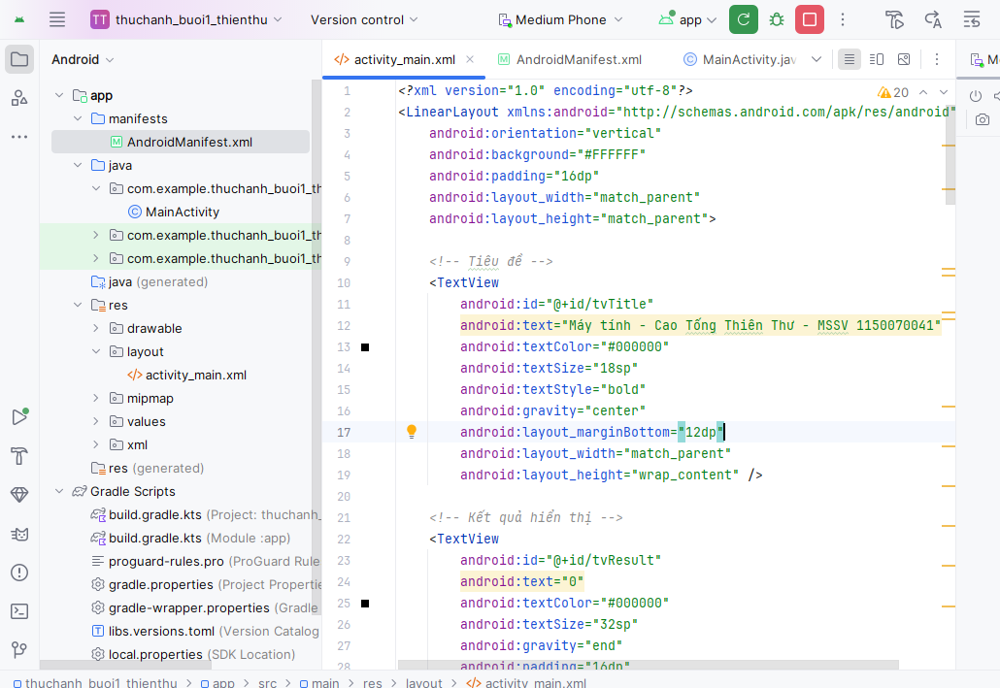 TT thuchanh_buoi1_thienthu Version control Medium Phone app
Android
activity_main.xml AndroidManifest.xml MainActivity.jav
app
manifests
AndroidManifest.xml
java
com.example.thuchanh_buoi1_thi
MainActivity
com.example.thuchanh_buoi1_th
com.example.thuchanh_buoi1_th
java (generated)
res
drawable
layout
activity_main.xml
mipmap
values
xml
res (generated)
Gradle Scripts
build.gradle.kts (Project: thuchanh_
build.gradle.kts (Module :app)
proguard-rules.pro (ProGuard Rule
gradle.properties (Project Propertie
gradle-wrapper.properties (Gradle
libs.versions.toml (Version Catalog
local.properties (SDK Location)
20
1 <?xml version="1.0" encoding="utf-8"?>
2 <LinearLayout xmlns:android="http://schemas.android.com/apk/res/android"
3 android:orientation="vertical"
4 android:background="#FFFFFF"
5 android:padding="16dp"
6 android:layout_width="match_parent"
7 android:layout_height="match_parent">
8
9 <!-- Tiêu đề -->
10 <TextView
11 android:id="@+id/tvTitle"
12 android:text="Máy tính - Cao Tống Thiên Thư - MSSV 1150070041"
13 android:textColor="#000000"
14 android:textSize="18sp"
15 android:textStyle="bold"
16 android:gravity="center"
17 android:layout_marginBottom="12dp"
18 android:layout_width="match_parent"
19 android:layout_height="wrap_content" />
20
21 <!-- Kết quả hiển thị -->
22 <TextView
23 android:id="@+id/tvResult"
24 android:text="0"
25 android:textColor="#000000"
26 android:textSize="32sp"
27 android:gravity="end"
28 android:padding="16dp"
thuchanh_buoi1_thienthu > app > src > main > res > layout > activity_main.xml